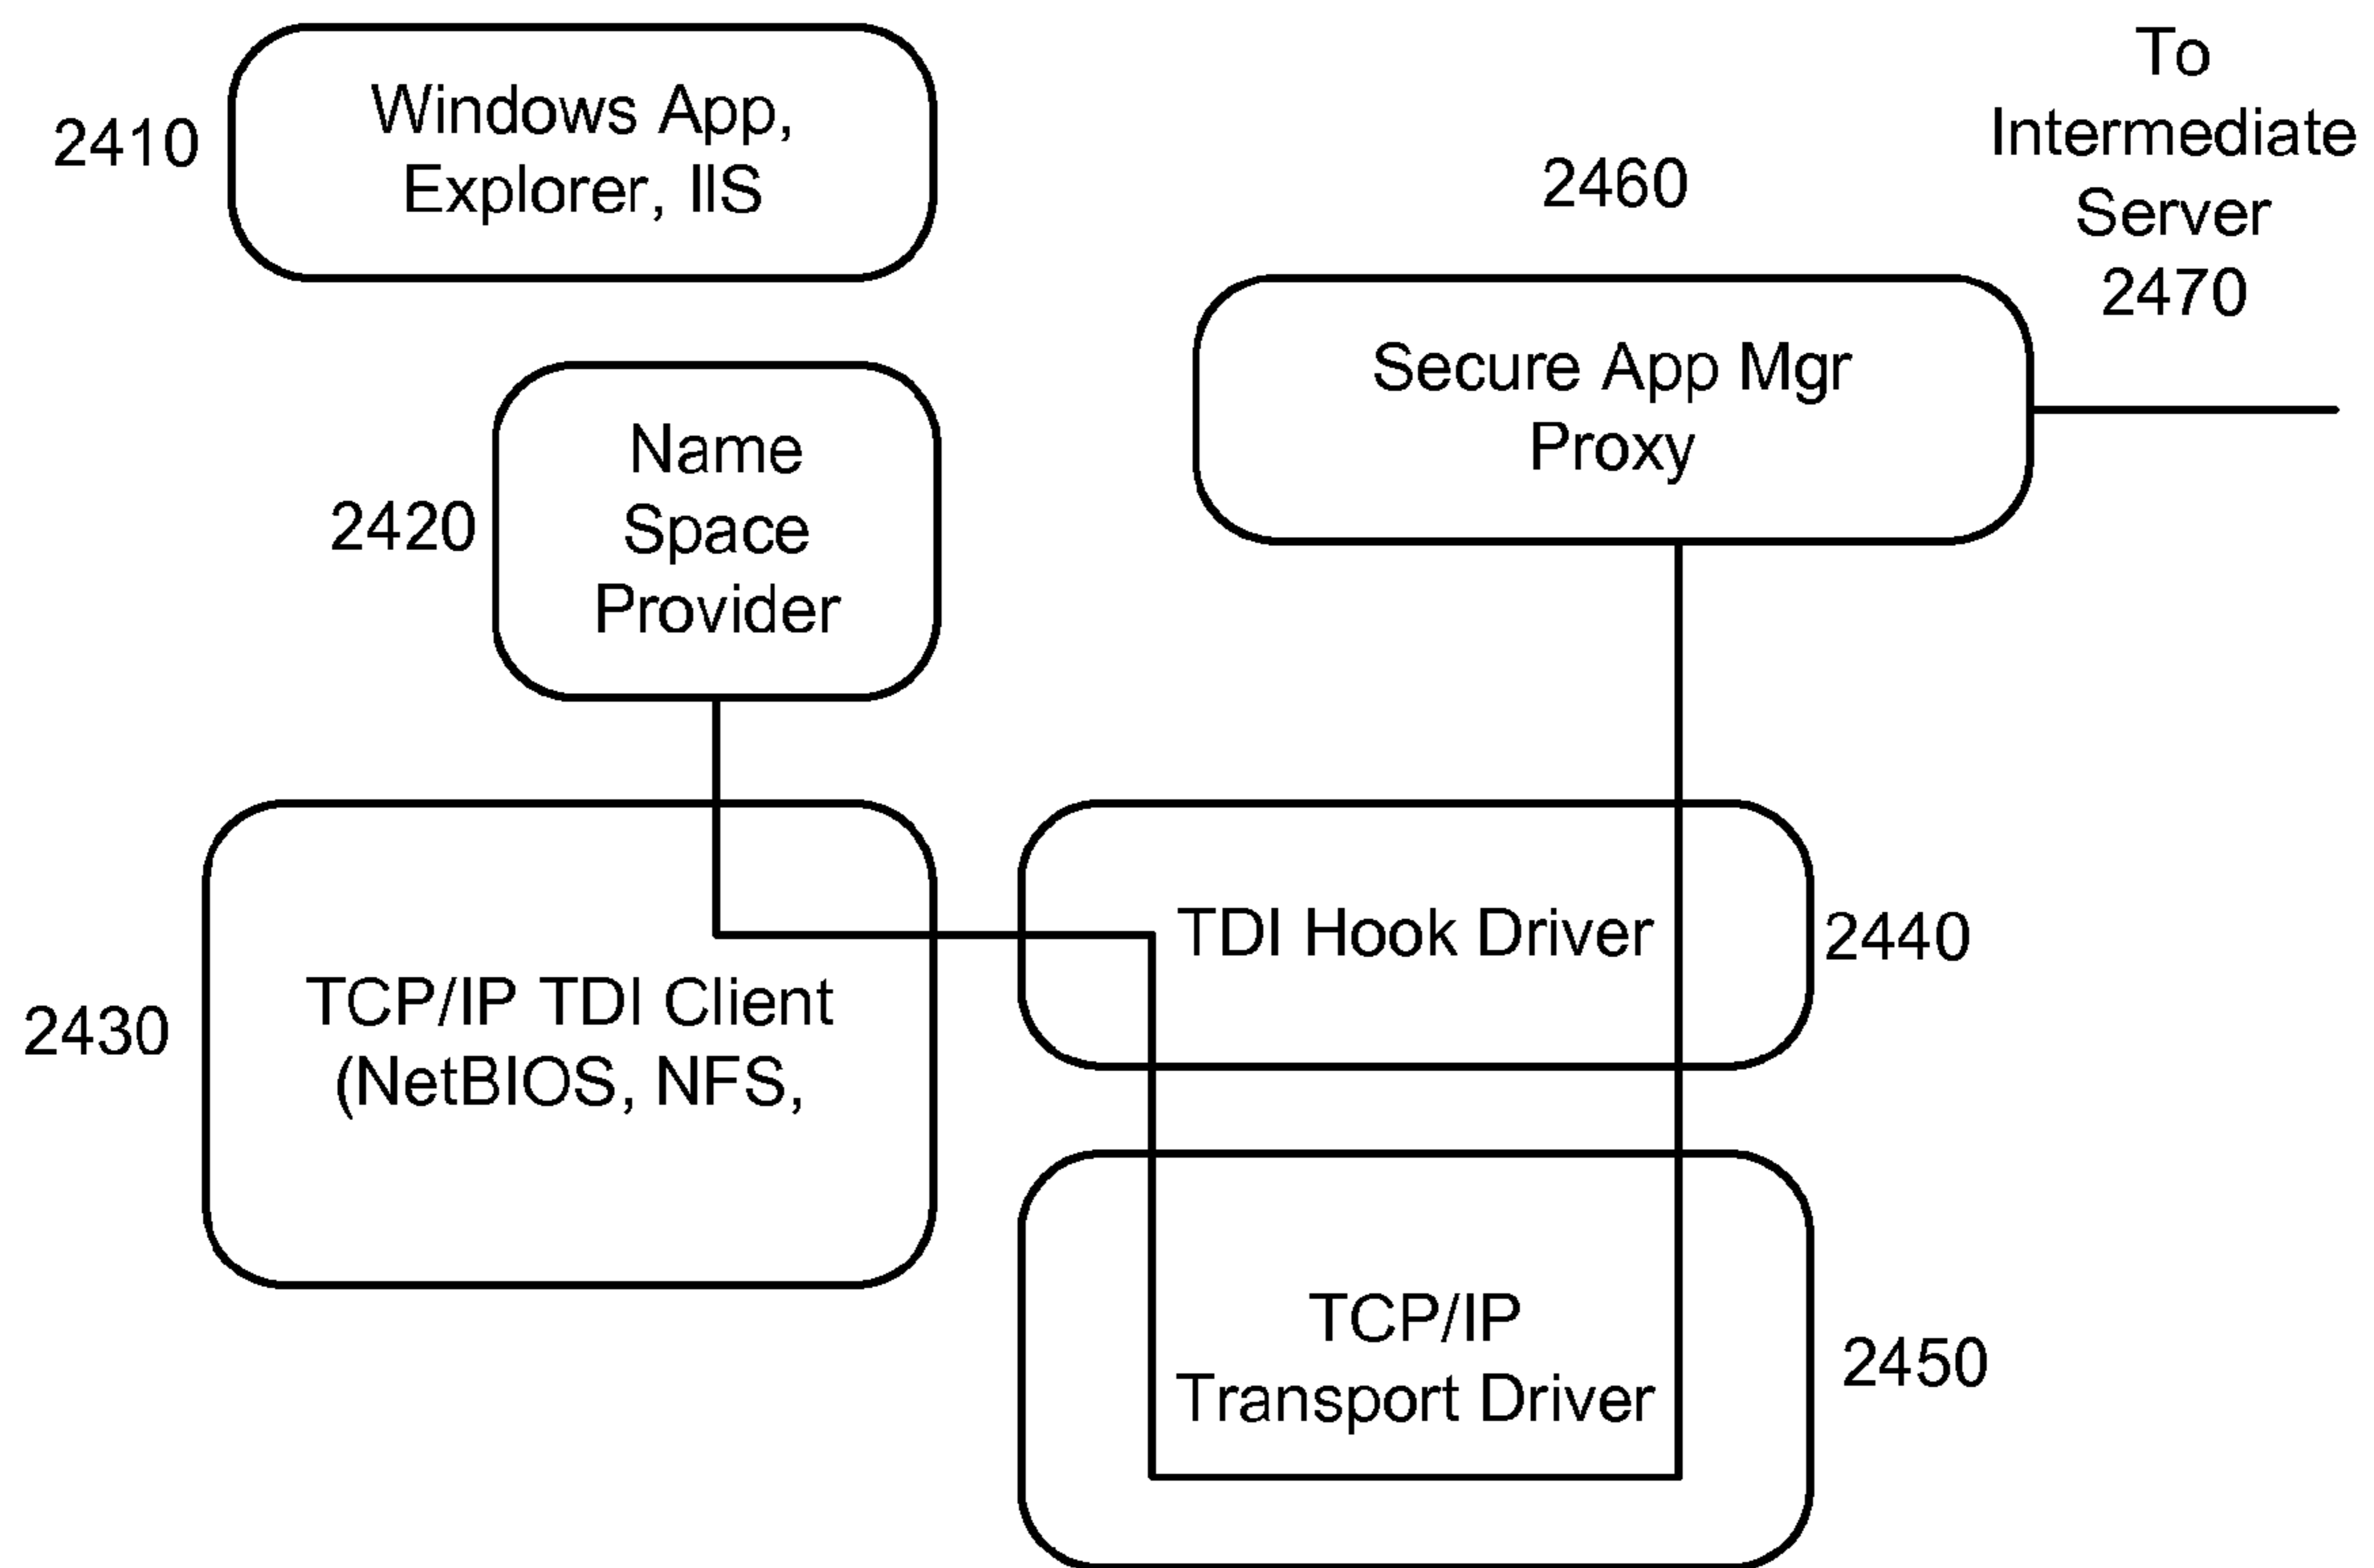 2410
Windows App,
Explorer, IIS
2460
To
Intermediate
Server
2470
2420
Name
Space
Provider
Secure App Mgr
Proxy
2430
TCP/IP TDI Client
(NetBIOS, NFS,
TDI Hook Driver
2440
TCP/IP
Transport Driver
2450